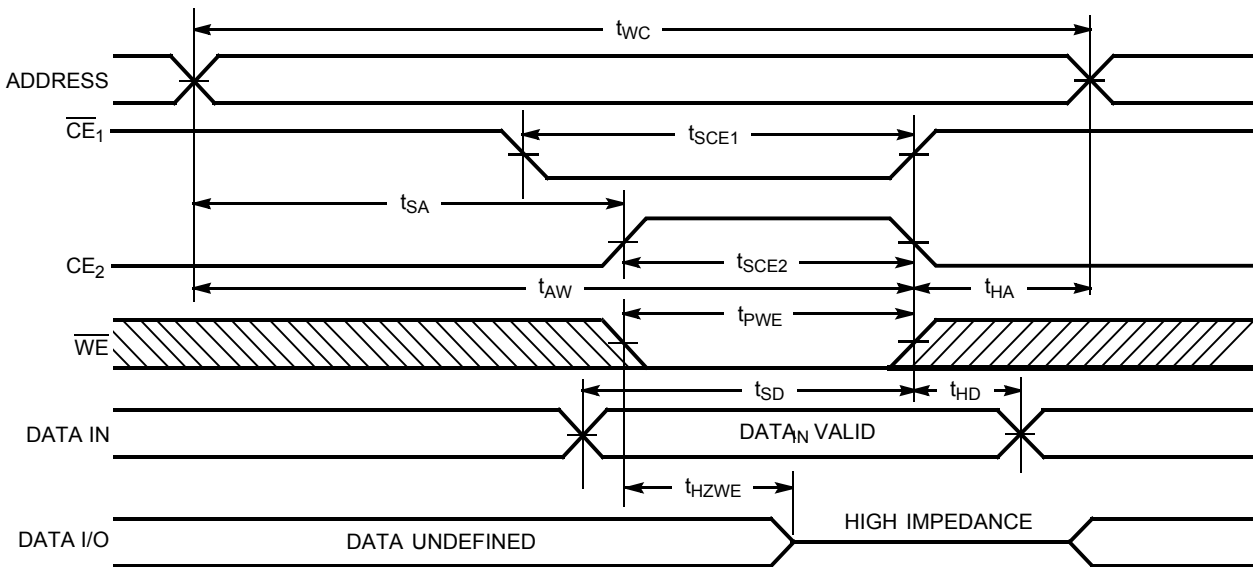 tWC
ADDRESS
CE1
tSCE1
tSA
CE2
tSCE2
tAW
tHA
tPWE
WE
tSD
tHD
DATA IN
DATAIN VALID
tHZWE
HIGH IMPEDANCE
DATA I/O
DATA UNDEFINED